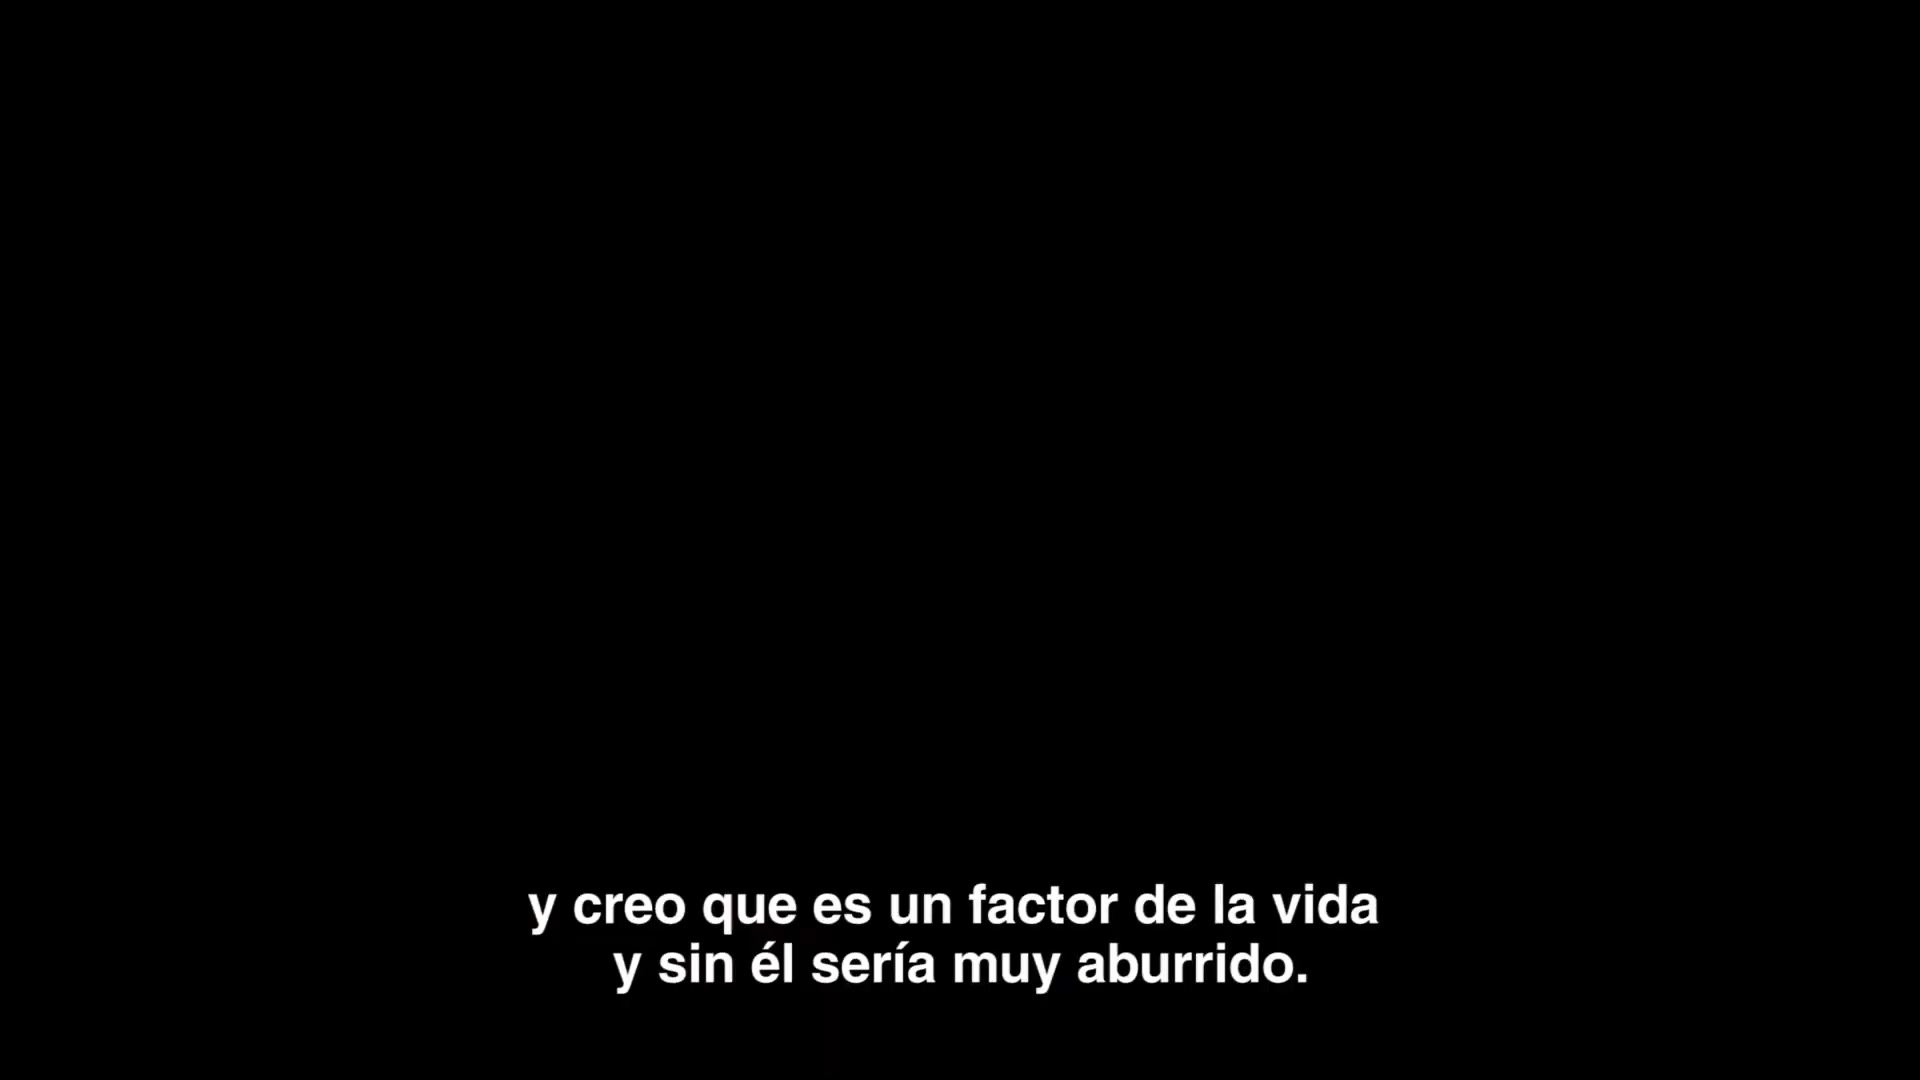 y creo que es un factor de la vida
y sin él sería muy aburrido.